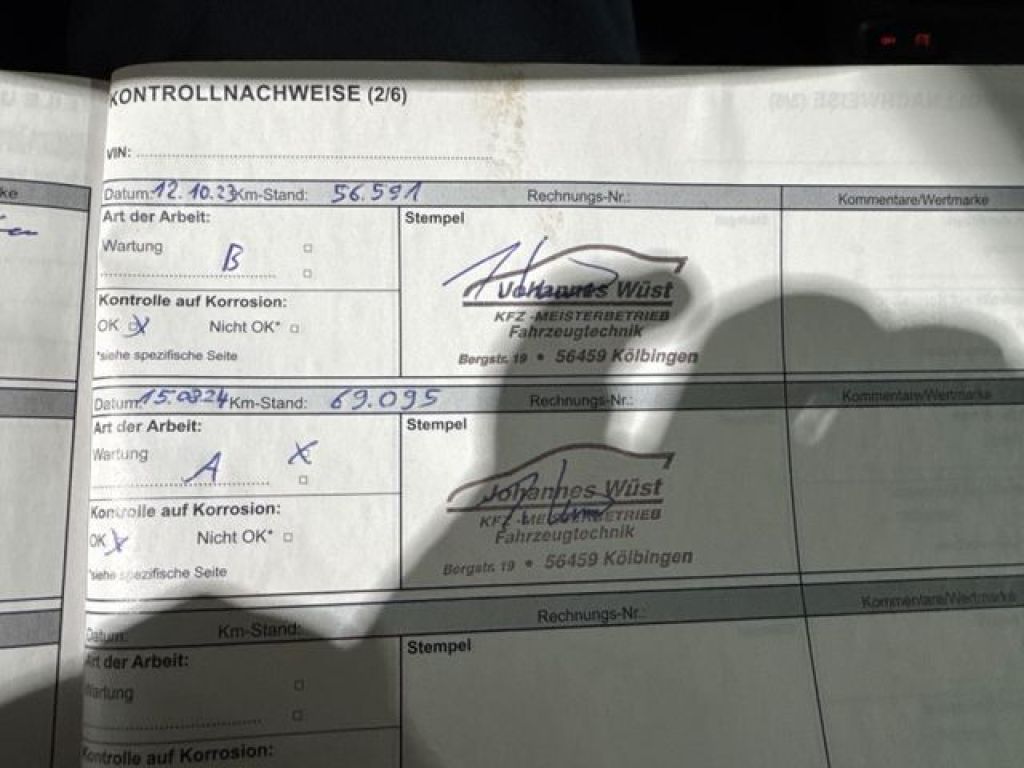 KONTROLLNACHWEISE (2/6)
VIN:
Datum: 12.10.23 Km-Stand: 56.591 Rechnungs-Nr.: Kommentare/Wertmarke
Art der Arbeit: Stempel
Wartung
B
Johannes Wüst
Kontrolle auf Korrosion:
KFZ-MEISTERBETRIEB
OK x Nicht OK*
Fahrzeugtechnik
*siehe spezifische Seite
Bergstr. 19 • 56459 Kölbingen
Datum: 15.0824 Km-Stand: 69.095 Rechnungs-Nr.: Kommentare/Wertmarke
Art der Arbeit: Stempel
Wartung x
A
Johannes Wüst
Kontrolle auf Korrosion:
KFZ-MEISTERBETRIEB
OK x Nicht OK*
Fahrzeugtechnik
*siehe spezifische Seite
Bergstr. 19 • 56459 Kölbingen
Datum: Km-Stand: Rechnungs-Nr.: Kommentare/Wertmarke
Art der Arbeit: Stempel
Wartung
Kontrolle auf Korrosion: